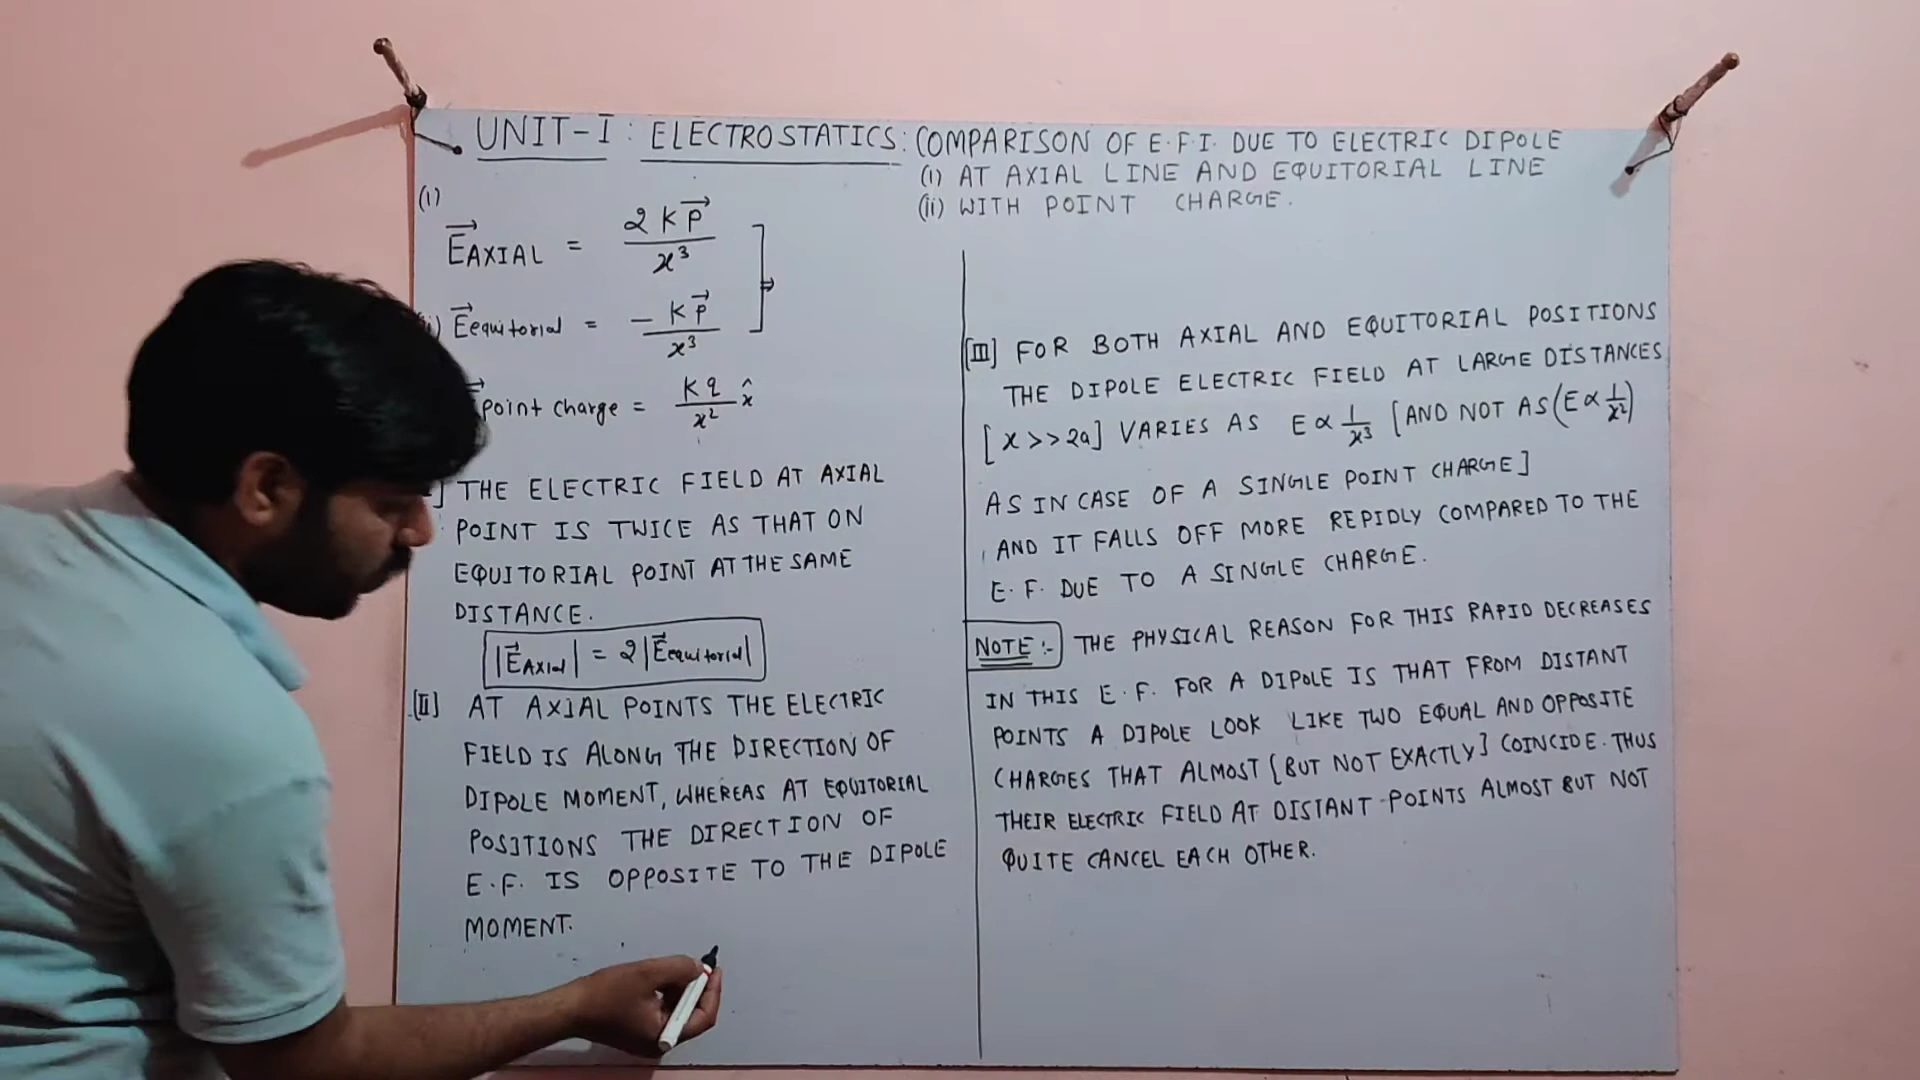 UNIT-I : ELECTROSTATICS: COMPARISON OF E.F.I. DUE TO ELECTRIC DIPOLE
(i) AT AXIAL LINE AND EQUITORIAL LINE
(ii) WITH POINT CHARGE.
(i)
E⃗AXIAL = 2Kp⃗ / x³
) E⃗equitorial = -Kp⃗ / x³
point charge = Kq / x² x̂
] THE ELECTRIC FIELD AT AXIAL
POINT IS TWICE AS THAT ON
EQUITORIAL POINT AT THE SAME
DISTANCE.
|E⃗Axial| = 2|E⃗equitorial|
[II] AT AXIAL POINTS THE ELECTRIC
FIELD IS ALONG THE DIRECTION OF
DIPOLE MOMENT, WHEREAS AT EQUITORIAL
POSITIONS THE DIRECTION OF
E.F. IS OPPOSITE TO THE DIPOLE
MOMENT.
[III] FOR BOTH AXIAL AND EQUITORIAL POSITIONS
THE DIPOLE ELECTRIC FIELD AT LARGE DISTANCES
[x >> 2a] VARIES AS E ∝ 1/x³ [AND NOT AS (E ∝ 1/x²)
AS IN CASE OF A SINGLE POINT CHARGE]
AND IT FALLS OFF MORE REPIDLY COMPARED TO THE
E.F. DUE TO A SINGLE CHARGE.
NOTE:- THE PHYSICAL REASON FOR THIS RAPID DECREASES
IN THIS E.F. FOR A DIPOLE IS THAT FROM DISTANT
POINTS A DIPOLE LOOK LIKE TWO EQUAL AND OPPOSITE
CHARGES THAT ALMOST [BUT NOT EXACTLY] COINCIDE. THUS
THEIR ELECTRIC FIELD AT DISTANT-POINTS ALMOST BUT NOT
QUITE CANCEL EACH OTHER.